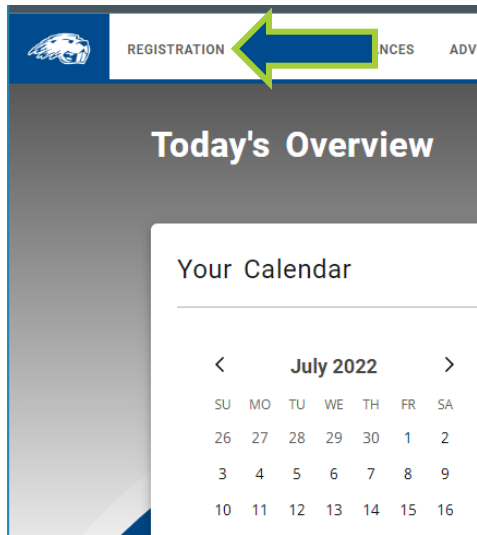 REGISTRATION NCES ADV
Today's Overview
Your Calendar
July 2022
SU MO TU WE TH FR SA
26 27 28 29 30 1 2
3 4 5 6 7 8 9
10 11 12 13 14 15 16